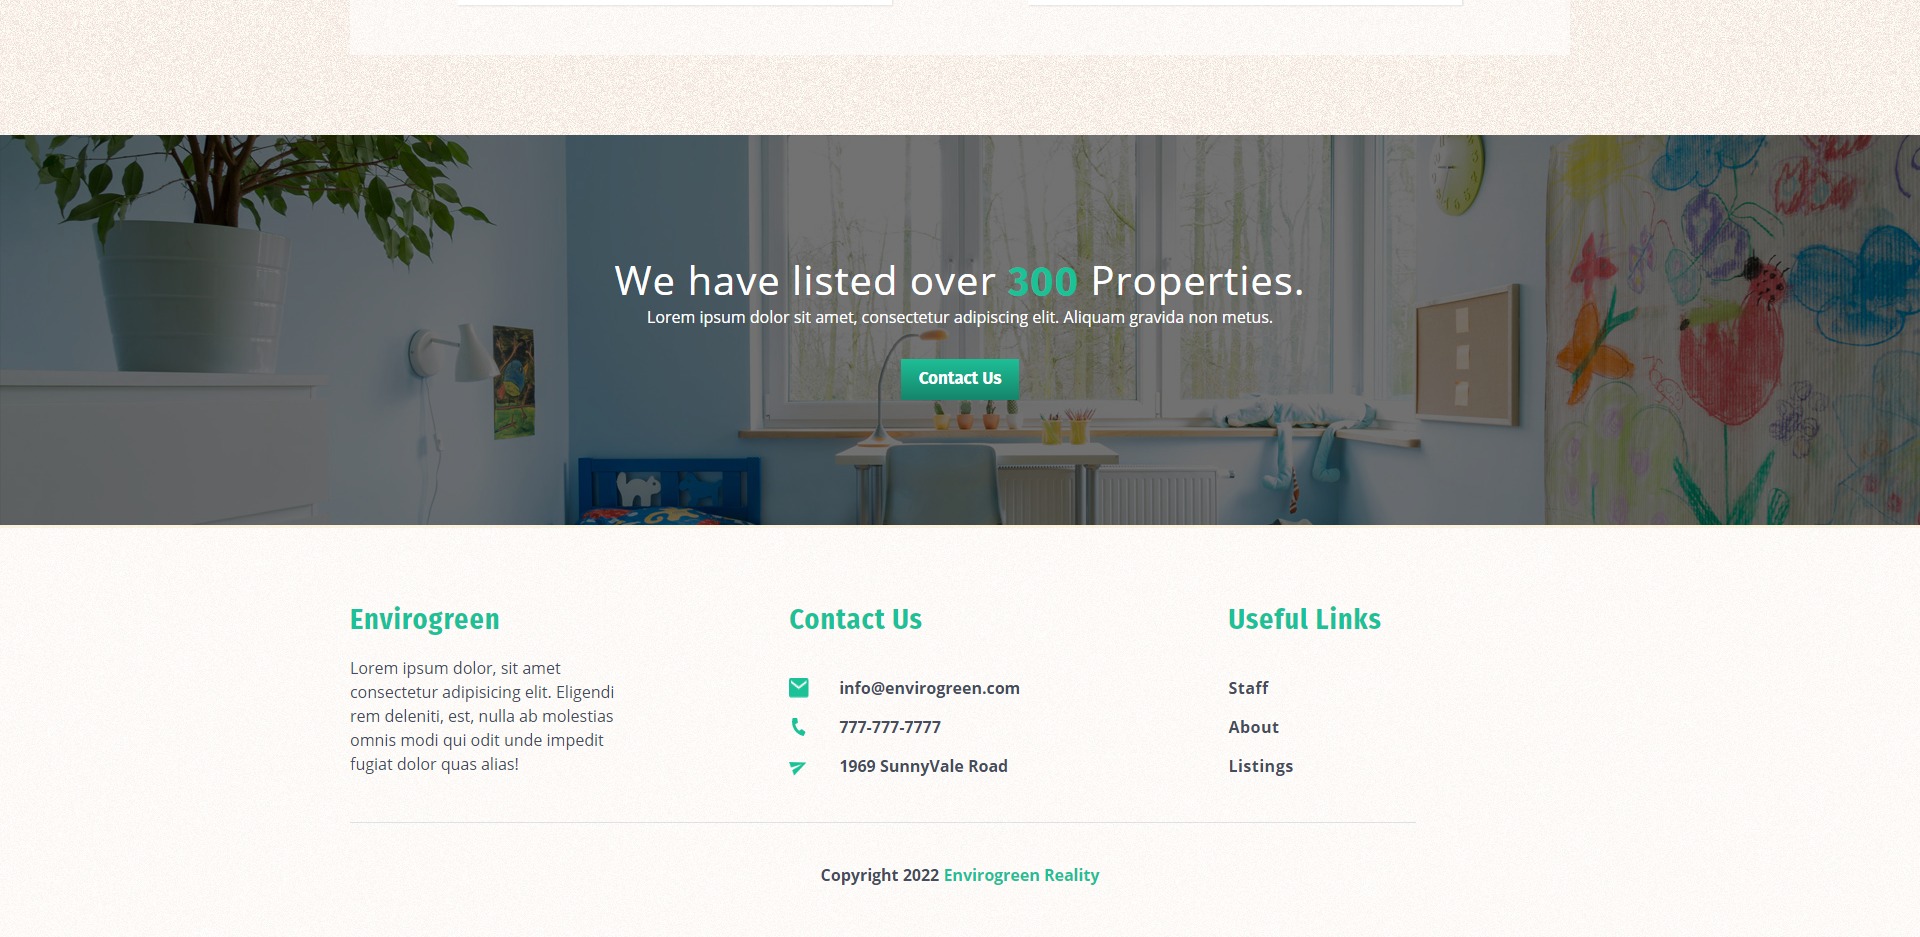 We have listed over 300 Properties.
Lorem ipsum dolor sit amet, consectetur adipiscing elit. Aliquam gravida non metus.
Contact Us
Envirogreen
Lorem ipsum dolor, sit amet
consectetur adipisicing elit. Eligendi
rem deleniti, est, nulla ab molestias
omnis modi qui odit unde impedit
fugiat dolor quas alias!
Contact Us
info@envirogreen.com
777-777-7777
1969 SunnyVale Road
Useful Links
Staff
About
Listings
Copyright 2022 Envirogreen Reality